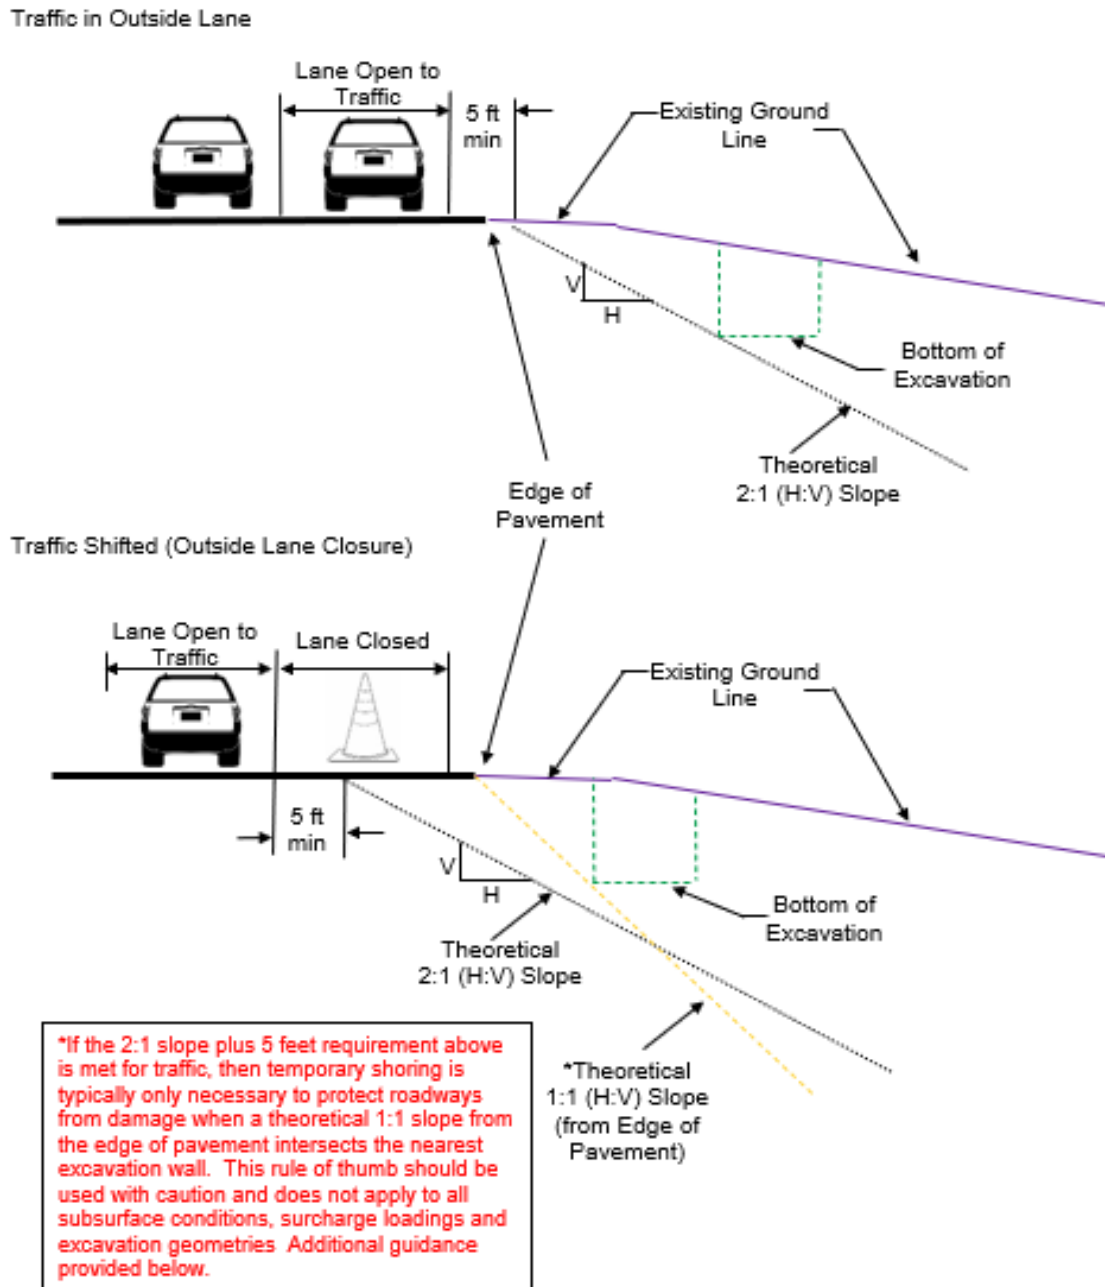 Traffic in Outside Lane
Lane Open to
Traffic
5 ft
min
Existing Ground
Line
V
H
Bottom of
Excavation
Theoretical
2:1 (H:V) Slope
Edge of
Pavement
Traffic Shifted (Outside Lane Closure)
Lane Open to
Traffic
Lane Closed
Existing Ground
Line
5 ft
min
V
H
Theoretical
2:1 (H:V) Slope
Bottom of
Excavation
*Theoretical
1:1 (H:V) Slope
(from Edge of
Pavement)
*If the 2:1 slope plus 5 feet requirement above
is met for traffic, then temporary shoring is
typically only necessary to protect roadways
from damage when a theoretical 1:1 slope from
the edge of pavement intersects the nearest
excavation wall.  This rule of thumb should be
used with caution and does not apply to all
subsurface conditions, surcharge loadings and
excavation geometries  Additional guidance
provided below.